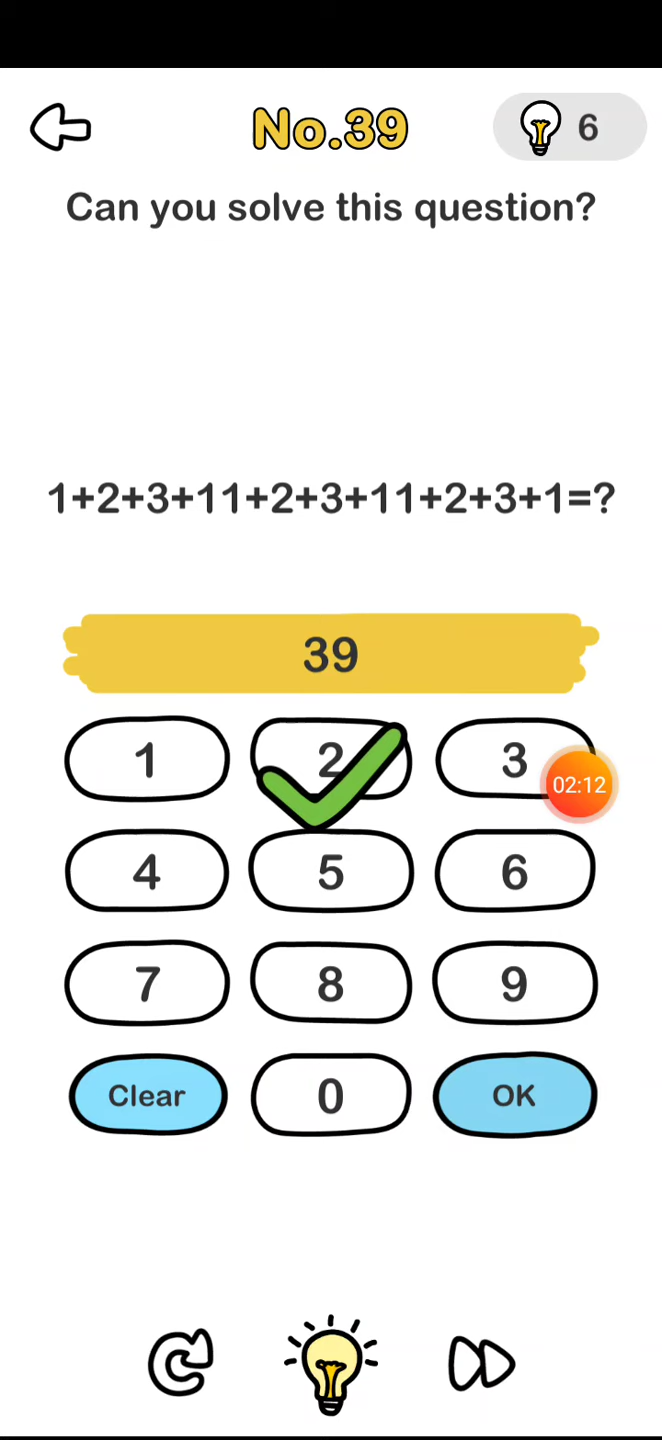 No.39
6
Can you solve this question?
1+2+3+11+2+3+11+2+3+1=?
39
1 2 3
02:12
4 5 6
7 8 9
Clear 0 OK